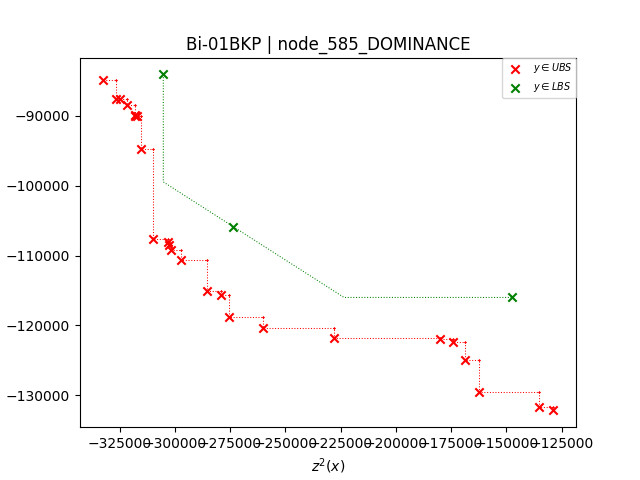 Bi-01BKP | node_585_DOMINANCE
y ∈ UBS
y ∈ LBS
−90000
−100000
−110000
−120000
−130000
−325000 −300000 −275000 −250000 −225000 −200000 −175000 −150000 −125000
z²(x)